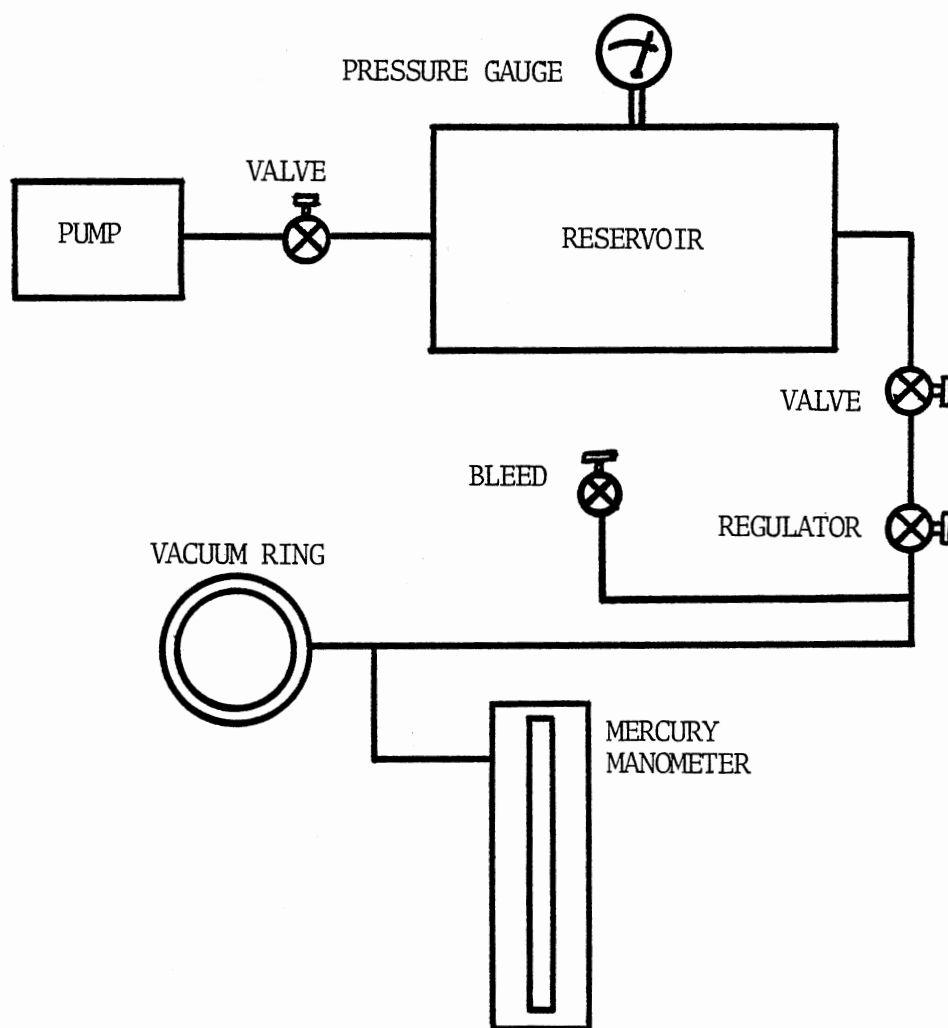 PRESSURE GAUGE
VALVE
PUMP
RESERVOIR
VALVE
BLEED
REGULATOR
VACUUM RING
MERCURY
MANOMETER